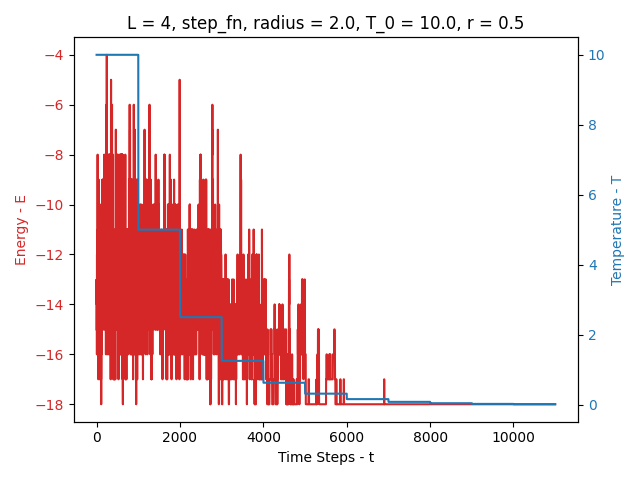 L = 4, step_fn, radius = 2.0, T_0 = 10.0, r = 0.5
Energy - E
−4
−6
−8
−10
−12
−14
−16
−18
10
8
6
4
2
0
Temperature - T
0 2000 4000 6000 8000 10000
Time Steps - t